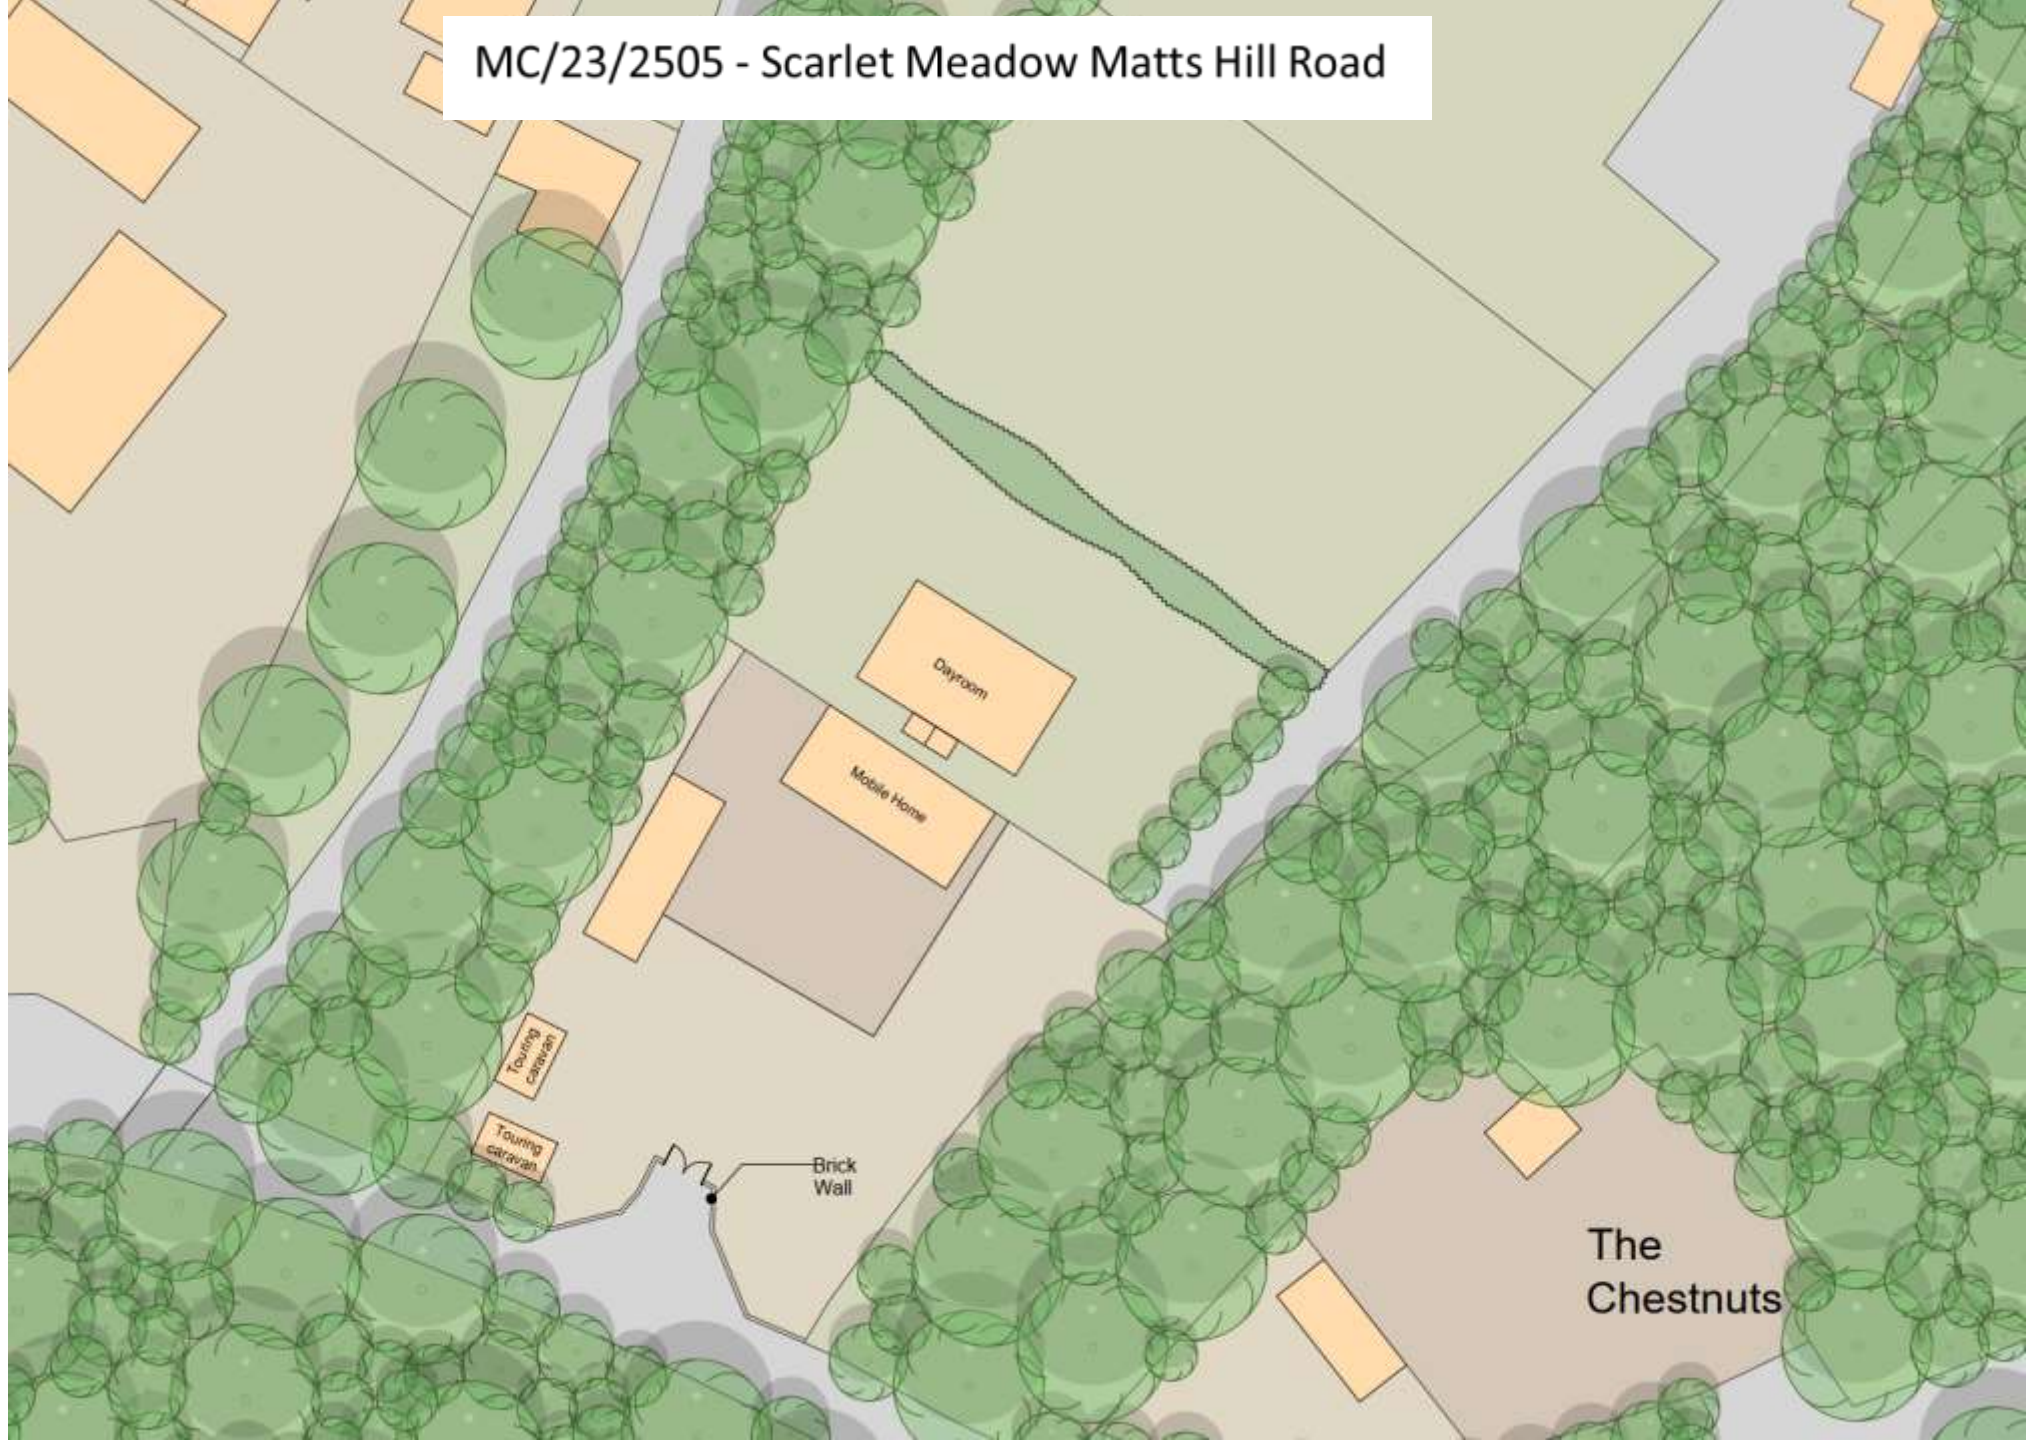 MC/23/2505 - Scarlet Meadow Matts Hill Road
Dayroom
Mobile Home
Touring
caravan
Touring
caravan
Brick
Wall
The
Chestnuts